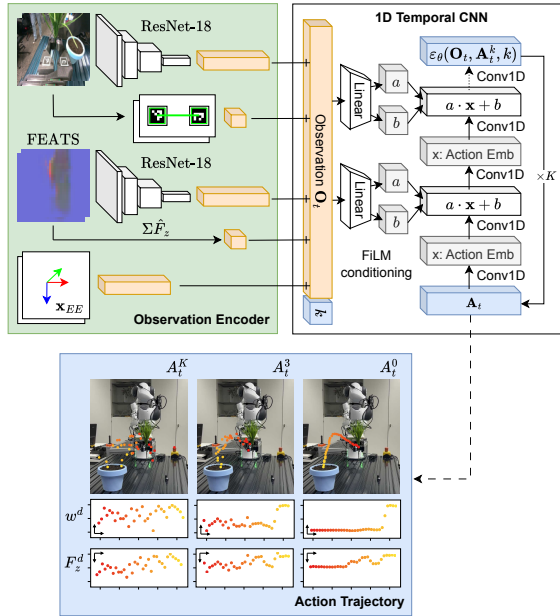 ResNet-18
FEATS
ResNet-18
ΣF̂_z
x_EE
Observation Encoder
Observation O_t
k
1D Temporal CNN
ε_θ(O_t, A_t^k, k)
Conv1D
Linear
a
b
a · x + b
Conv1D
x: Action Emb
Conv1D
×K
Linear
a
b
a · x + b
Conv1D
FiLM
conditioning
x: Action Emb
Conv1D
A_t
A_t^K
A_t^3
A_t^0
w^d
F_z^d
Action Trajectory